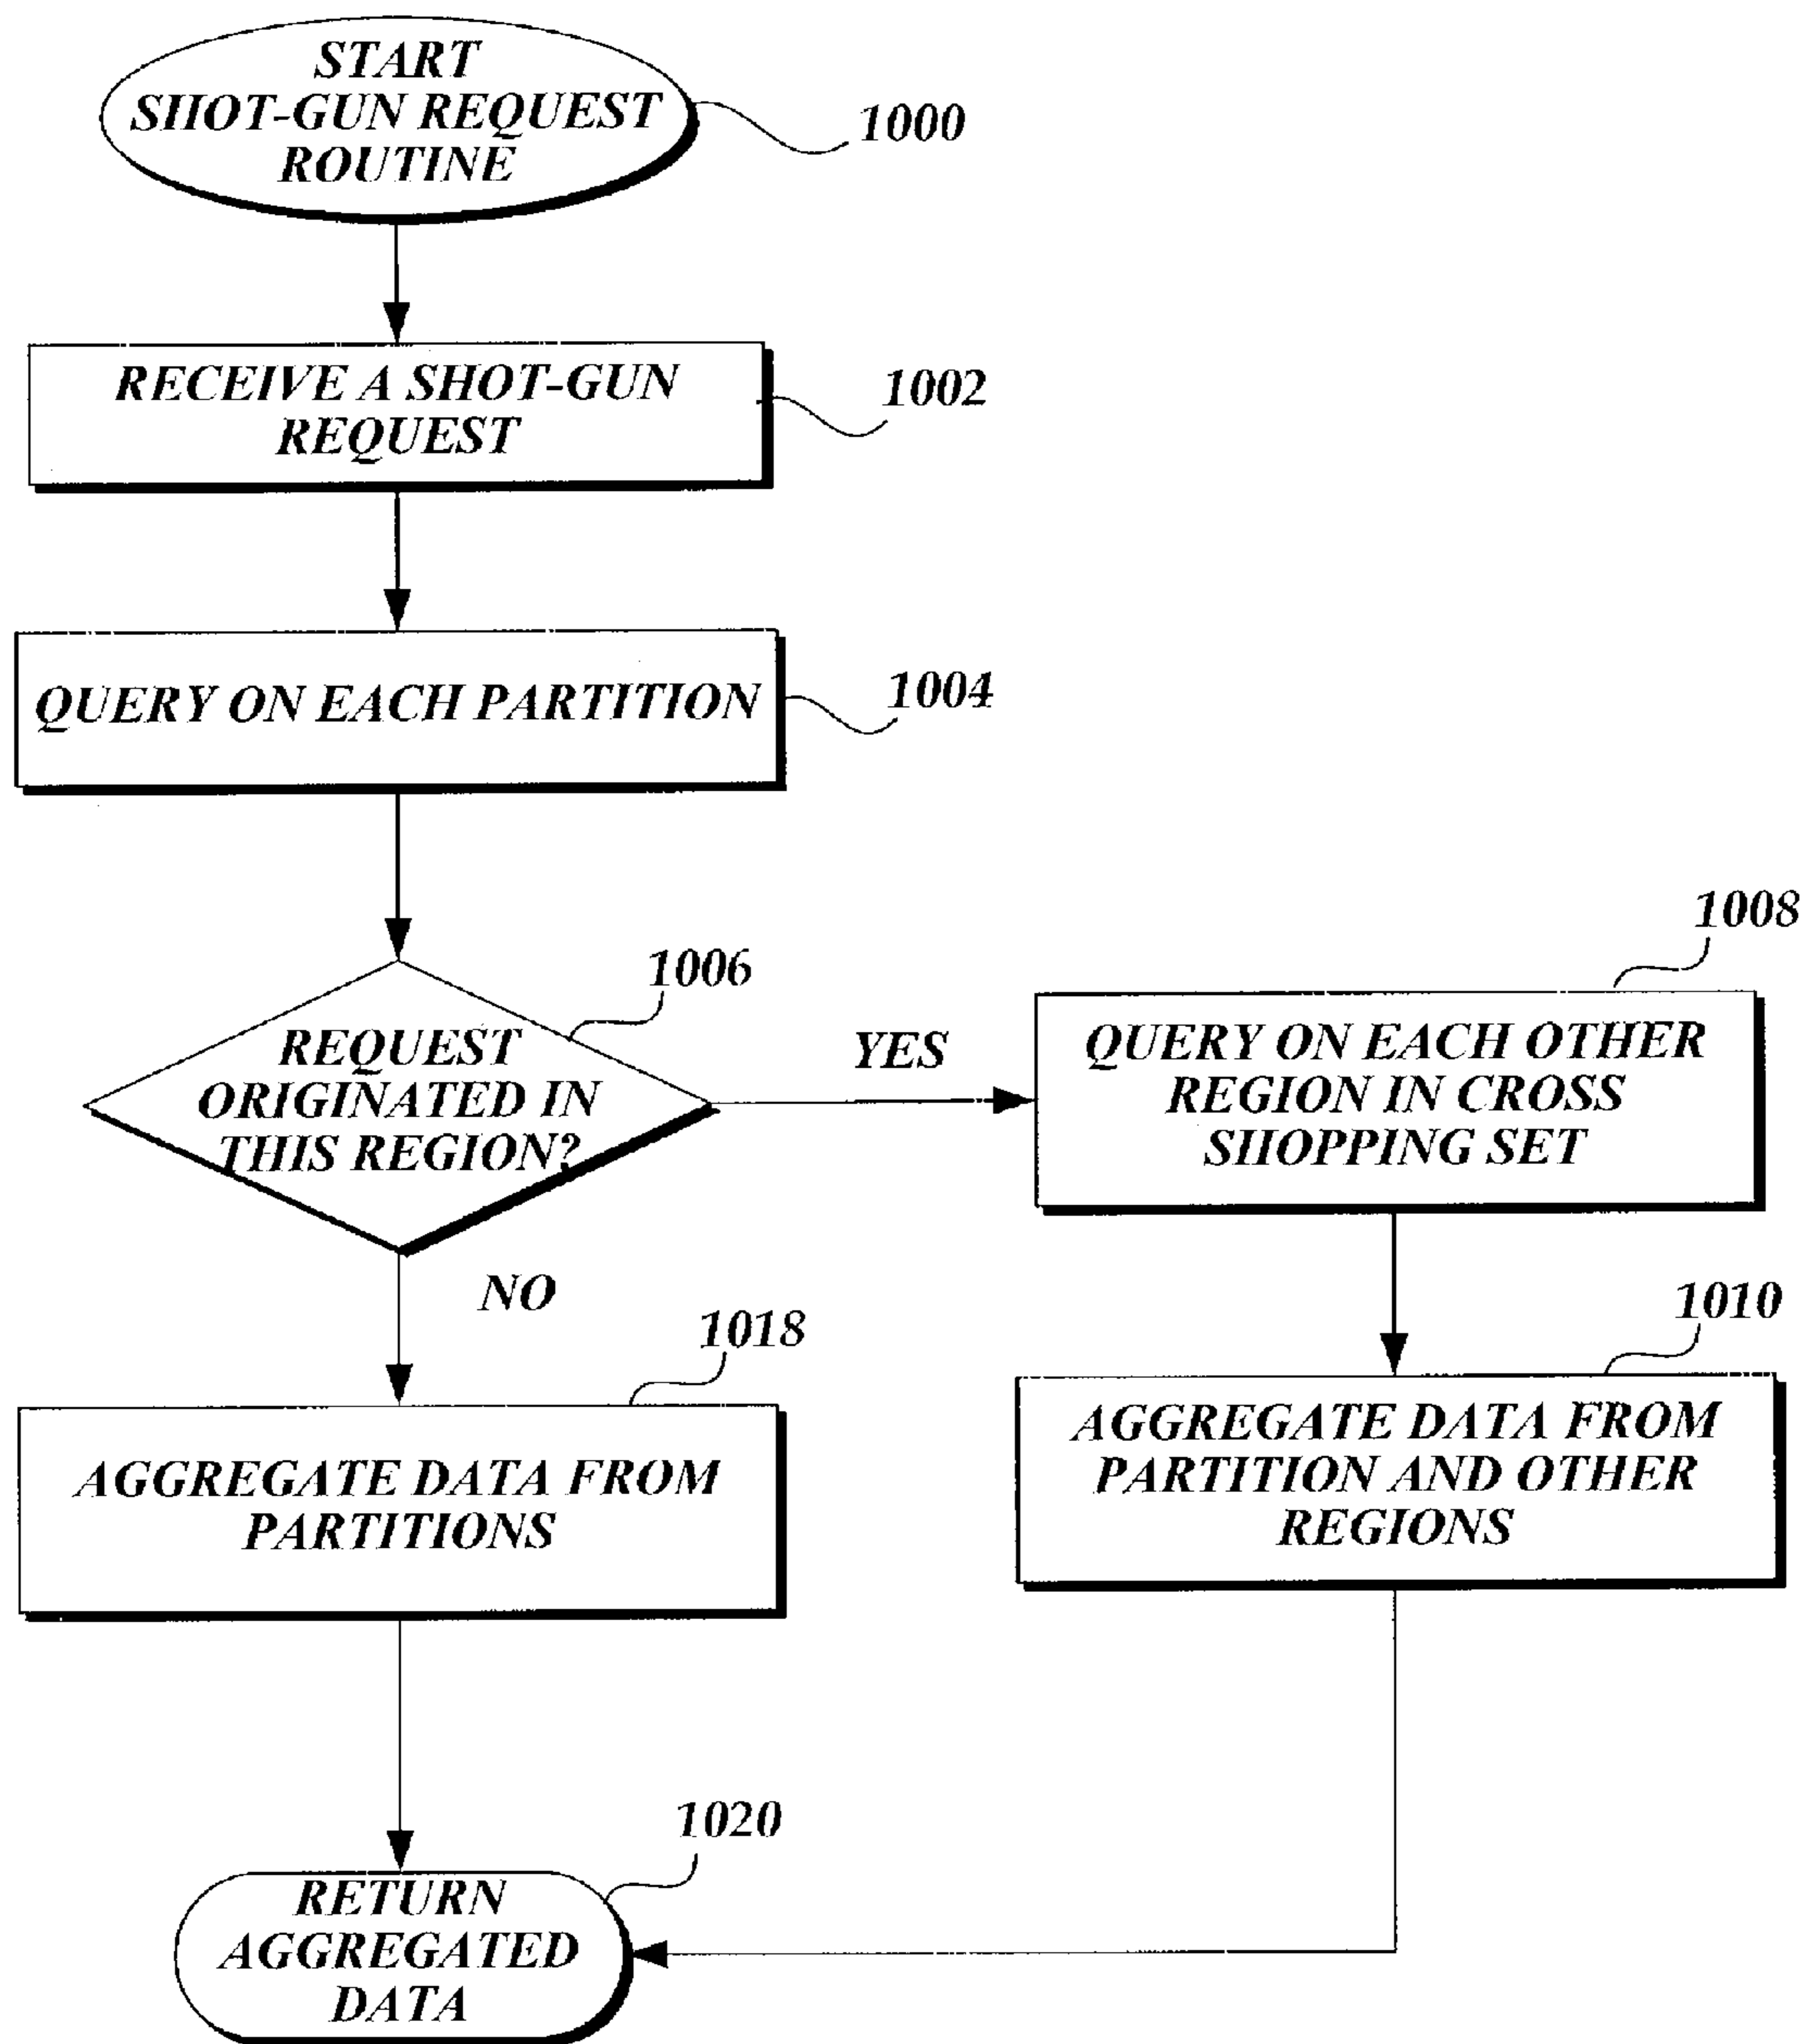 START
SHOT-GUN REQUEST
ROUTINE
1000
RECEIVE A SHOT-GUN
REQUEST
1002
QUERY ON EACH PARTITION
1004
1006
REQUEST
ORIGINATED IN
THIS REGION?
YES
NO
1008
QUERY ON EACH OTHER
REGION IN CROSS
SHOPPING SET
1010
AGGREGATE DATA FROM
PARTITION AND OTHER
REGIONS
1018
AGGREGATE DATA FROM
PARTITIONS
1020
RETURN
AGGREGATED
DATA